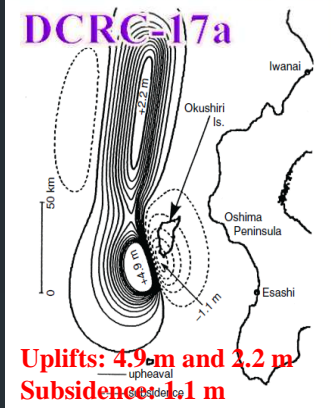 DCRC-17a
Iwanai
+2.2 m
Okushiri
Is.
50 km
0
Oshima
Peninsula
+4.9 m
-1.1 m
Esashi
Uplifts: 4.9 m and 2.2 m
upheaval
Subsidence: 1.1 m
subsidence